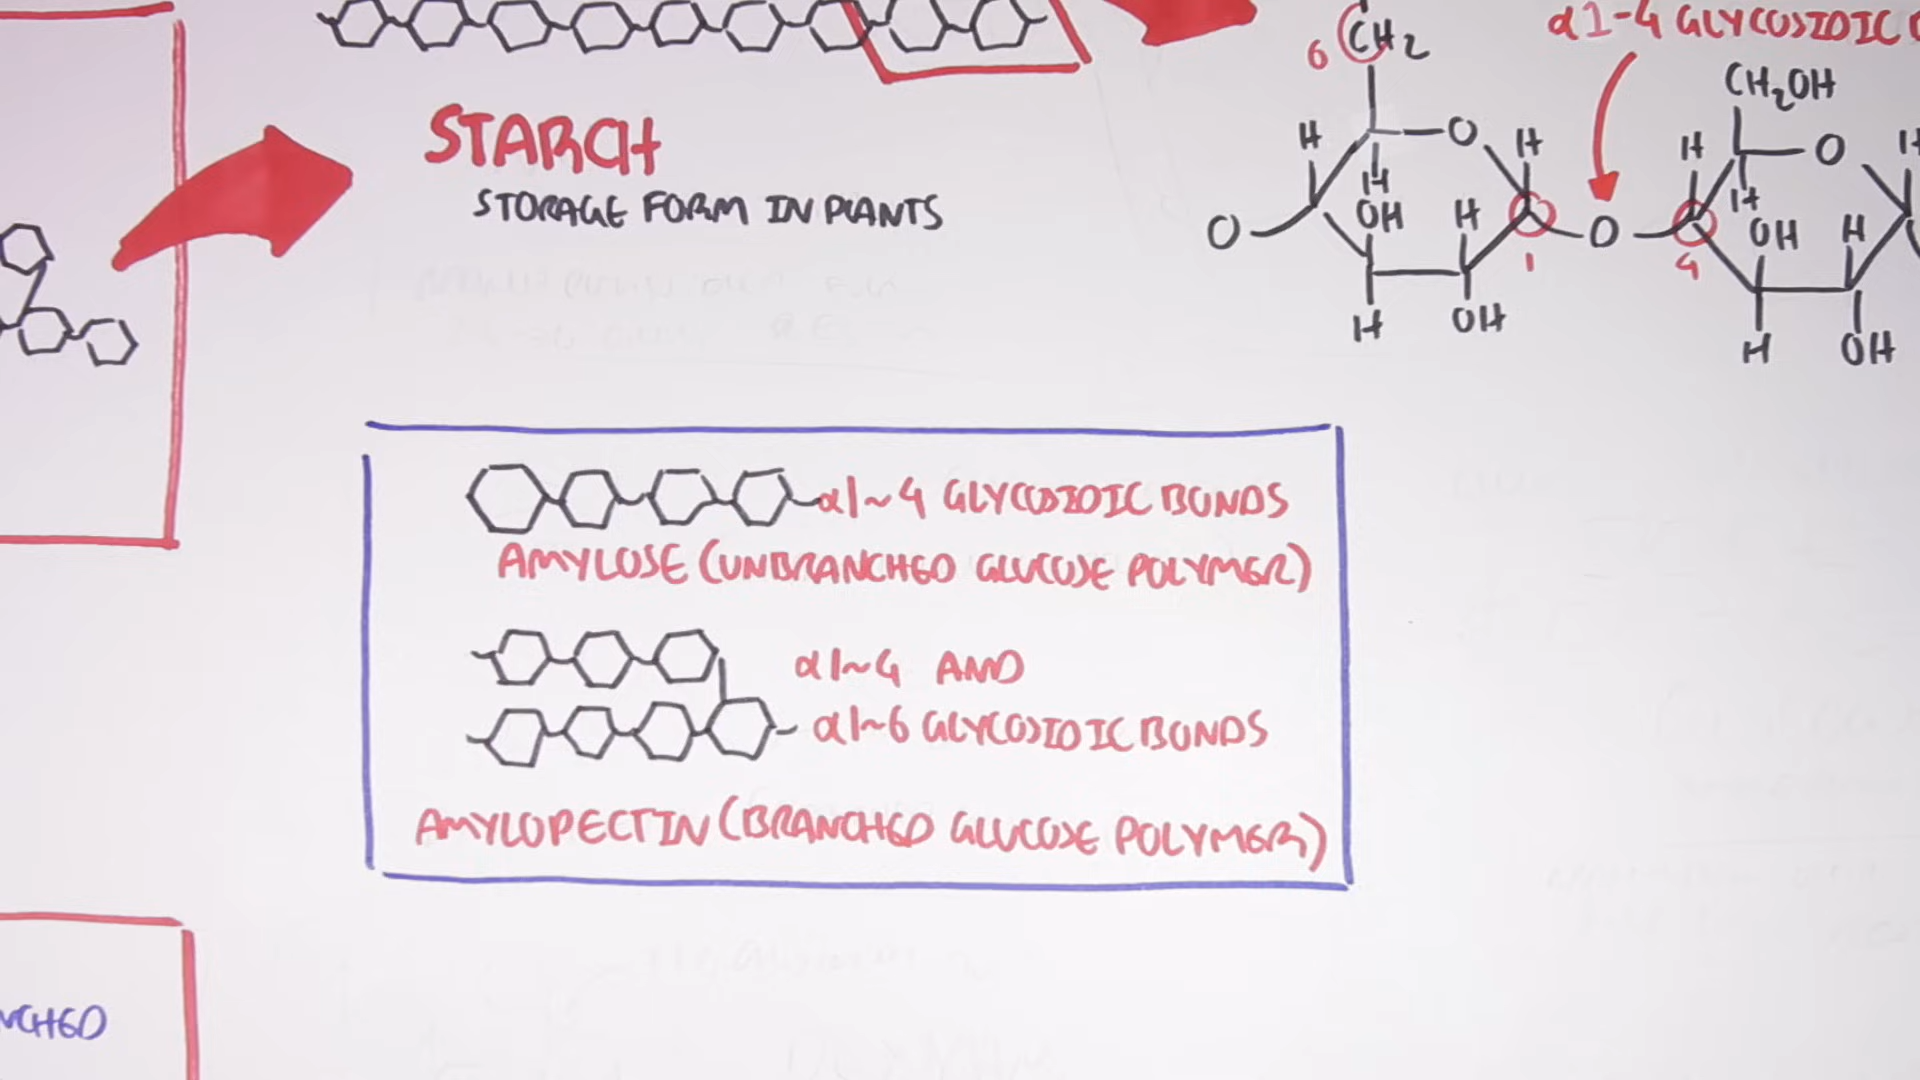 α1-4 GLYCOSIDIC
6 CH2
CH2OH
STARCH
STORAGE FORM IN PLANTS
H O H H O H
H H
O OH H O OH H
1 4
H OH H OH
α1~4 GLYCOSIDIC BONDS
AMYLOSE (UNBRANCHED GLUCOSE POLYMER)
α1~4 AND
α1~6 GLYCOSIDIC BONDS
AMYLOPECTIN (BRANCHED GLUCOSE POLYMER)
NCHED